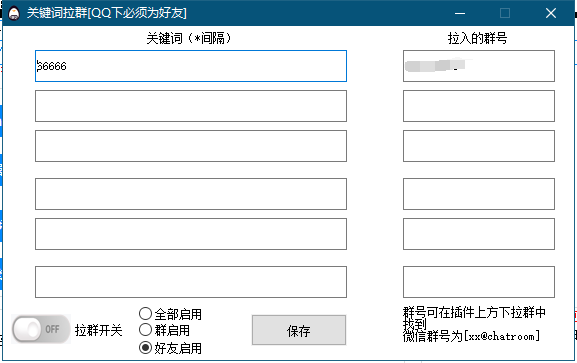 关键词拉群[QQ下必须为好友]
关键词（*间隔）
拉入的群号
66666
OFF
拉群开关
全部启用
群启用
好友启用
保存
群号可在插件上方下拉群中
找到
微信群号为[xx@chatroom]